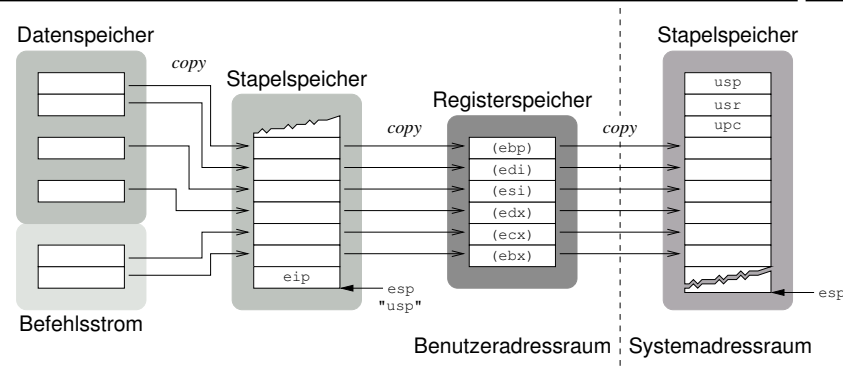 Datenspeicher
copy
Stapelspeicher
eip
esp
"usp"
Befehlsstrom
copy
Registerspeicher
(ebp)
(edi)
(esi)
(edx)
(ecx)
(ebx)
copy
Stapelspeicher
usp
usr
upc
esp
Benutzeradressraum
Systemadressraum